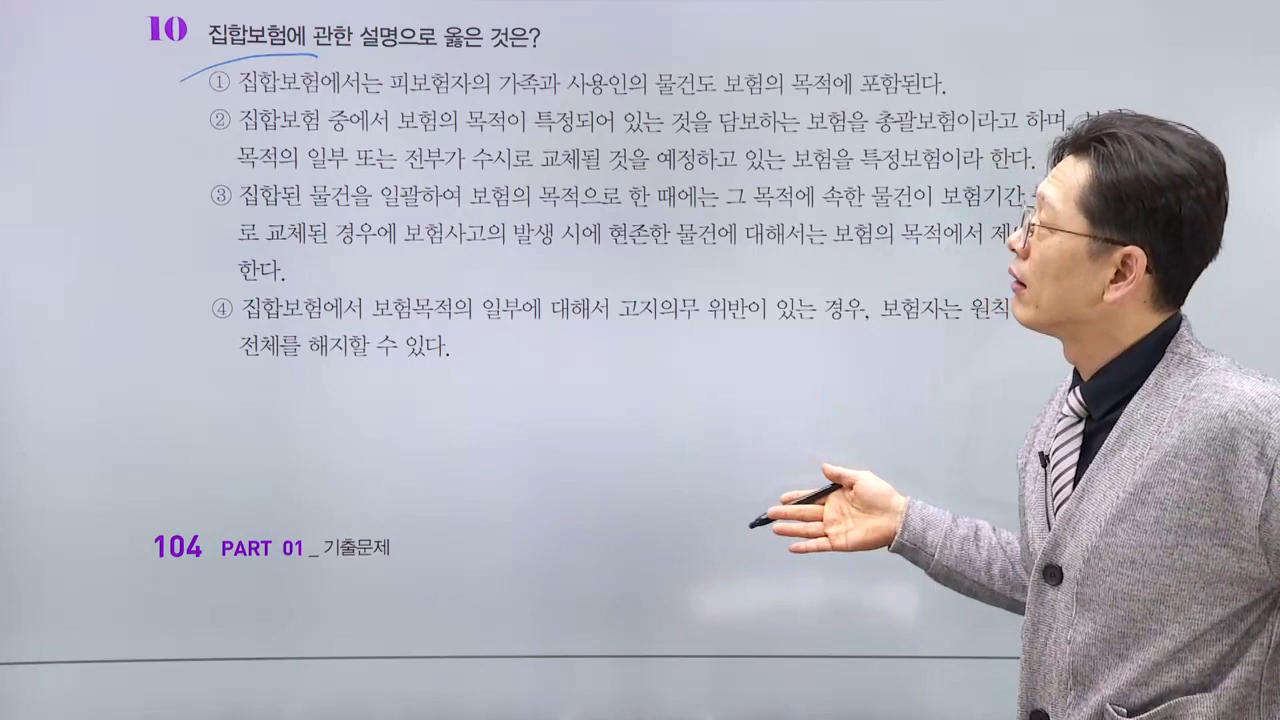 10 집합보험에 관한 설명으로 옳은 것은?
① 집합보험에서는 피보험자의 가족과 사용인의 물건도 보험의 목적에 포함된다.
② 집합보험 중에서 보험의 목적이 특정되어 있는 것을 담보하는 보험을 총괄보험이라고 하며,
목적의 일부 또는 전부가 수시로 교체될 것을 예정하고 있는 보험을 특정보험이라 한다.
③ 집합된 물건을 일괄하여 보험의 목적으로 한 때에는 그 목적에 속한 물건이 보험기간
로 교체된 경우에 보험사고의 발생 시에 현존한 물건에 대해서는 보험의 목적에서
한다.
④ 집합보험에서 보험목적의 일부에 대해서 고지의무 위반이 있는 경우, 보험자는
전체를 해지할 수 있다.
104 PART 01 _ 기출문제